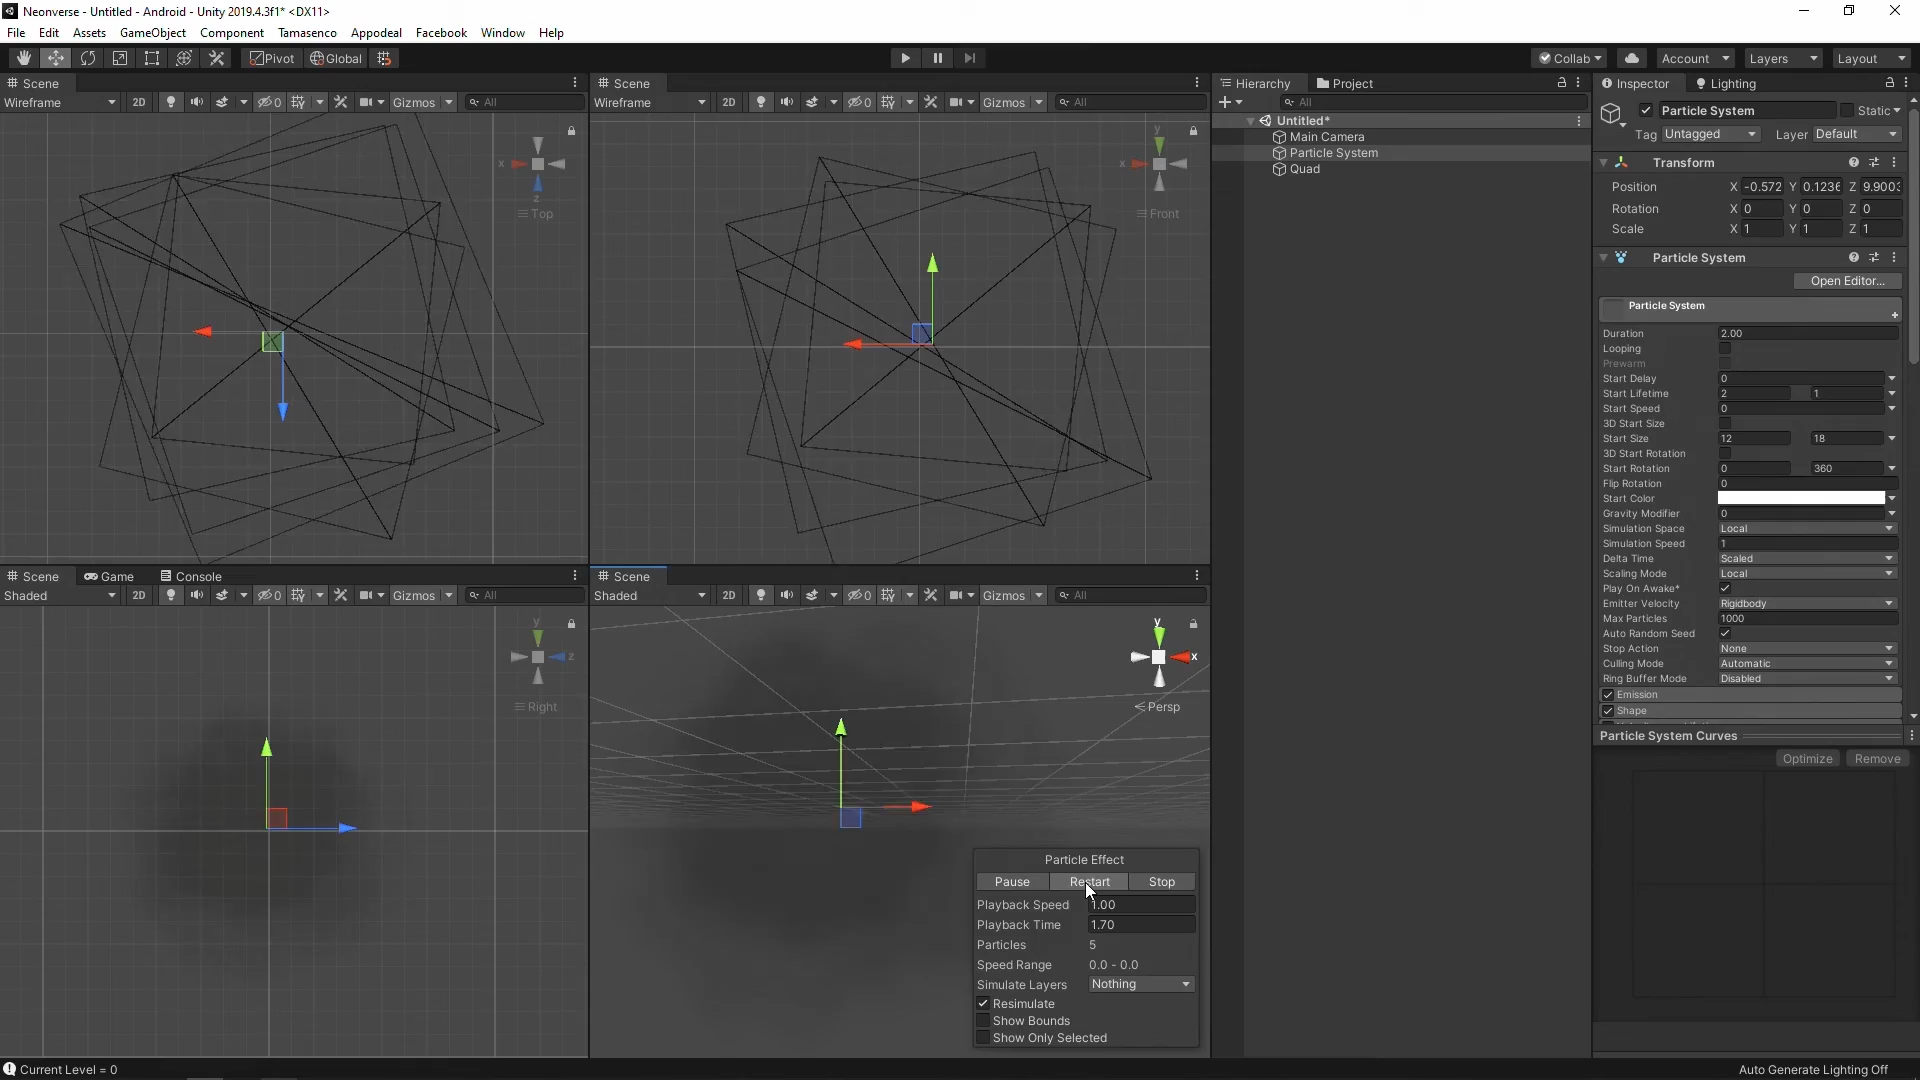 Neonverse - Untitled - Android - Unity 2019.4.3f1* <DX11>
File Edit Assets GameObject Component Tamasenco Appodeal Facebook Window Help
Pivot Global Collab Account Layers Layout
Scene
Wireframe 2D 0 Gizmos All
x
z
Top
Scene
Wireframe 2D 0 Gizmos All
y
x
Front
Scene Game Console
Shaded 2D 0 Gizmos All
y
z
Right
Scene
Shaded 2D 0 Gizmos All
y
x
Persp
Particle Effect
Pause Restart Stop
Playback Speed 1.00
Playback Time 1.70
Particles 5
Speed Range 0.0 - 0.0
Simulate Layers Nothing
Resimulate
Show Bounds
Show Only Selected
Hierarchy Project
All
Untitled*
Main Camera
Particle System
Quad
Inspector Lighting
Particle System Static
Tag Untagged Layer Default
Transform
Position X -0.572 Y 0.1236 Z 9.9003
Rotation X 0 Y 0 Z 0
Scale X 1 Y 1 Z 1
Particle System
Open Editor...
Particle System
Duration 2.00
Looping
Prewarm
Start Delay 0
Start Lifetime 2 1
Start Speed 0
3D Start Size
Start Size 12 18
3D Start Rotation
Start Rotation 0 360
Flip Rotation 0
Start Color
Gravity Modifier 0
Simulation Space Local
Simulation Speed 1
Delta Time Scaled
Scaling Mode Local
Play On Awake*
Emitter Velocity Rigidbody
Max Particles 1000
Auto Random Seed
Stop Action None
Culling Mode Automatic
Ring Buffer Mode Disabled
Emission
Shape
Particle System Curves
Optimize Remove
Current Level = 0
Auto Generate Lighting Off